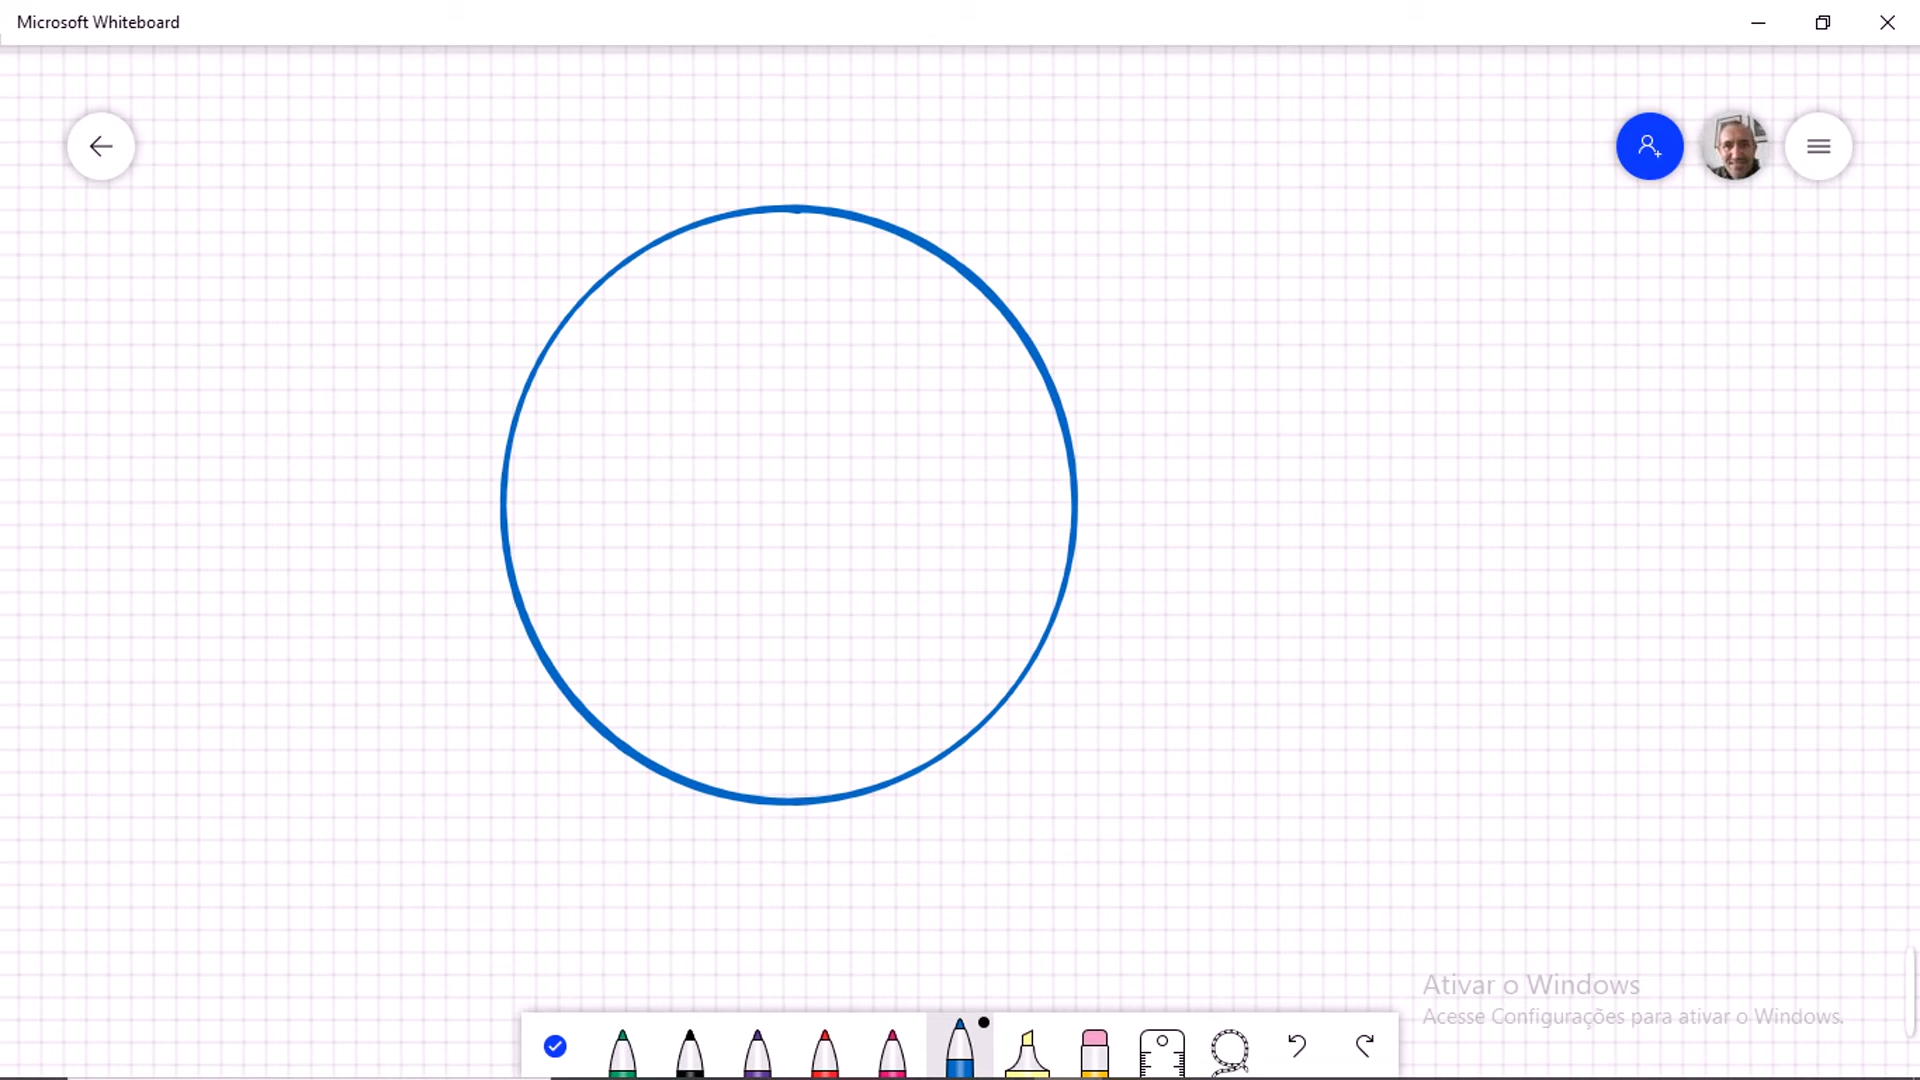 Microsoft Whiteboard
Ativar o Windows
Acesse Configurações para ativar o Windows.